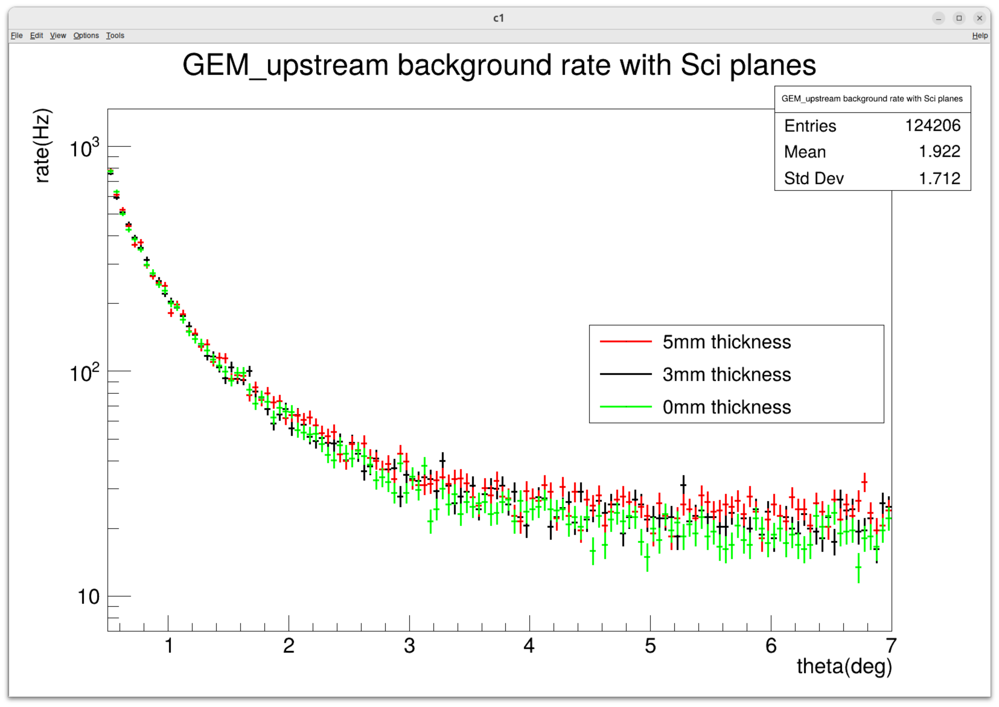 c1
File Edit View Options Tools Help
GEM_upstream background rate with Sci planes
GEM_upstream background rate with Sci planes
Entries 124206
Mean 1.922
Std Dev 1.712
rate(Hz)
10³
10²
10
5mm thickness
3mm thickness
0mm thickness
1 2 3 4 5 6 7
theta(deg)